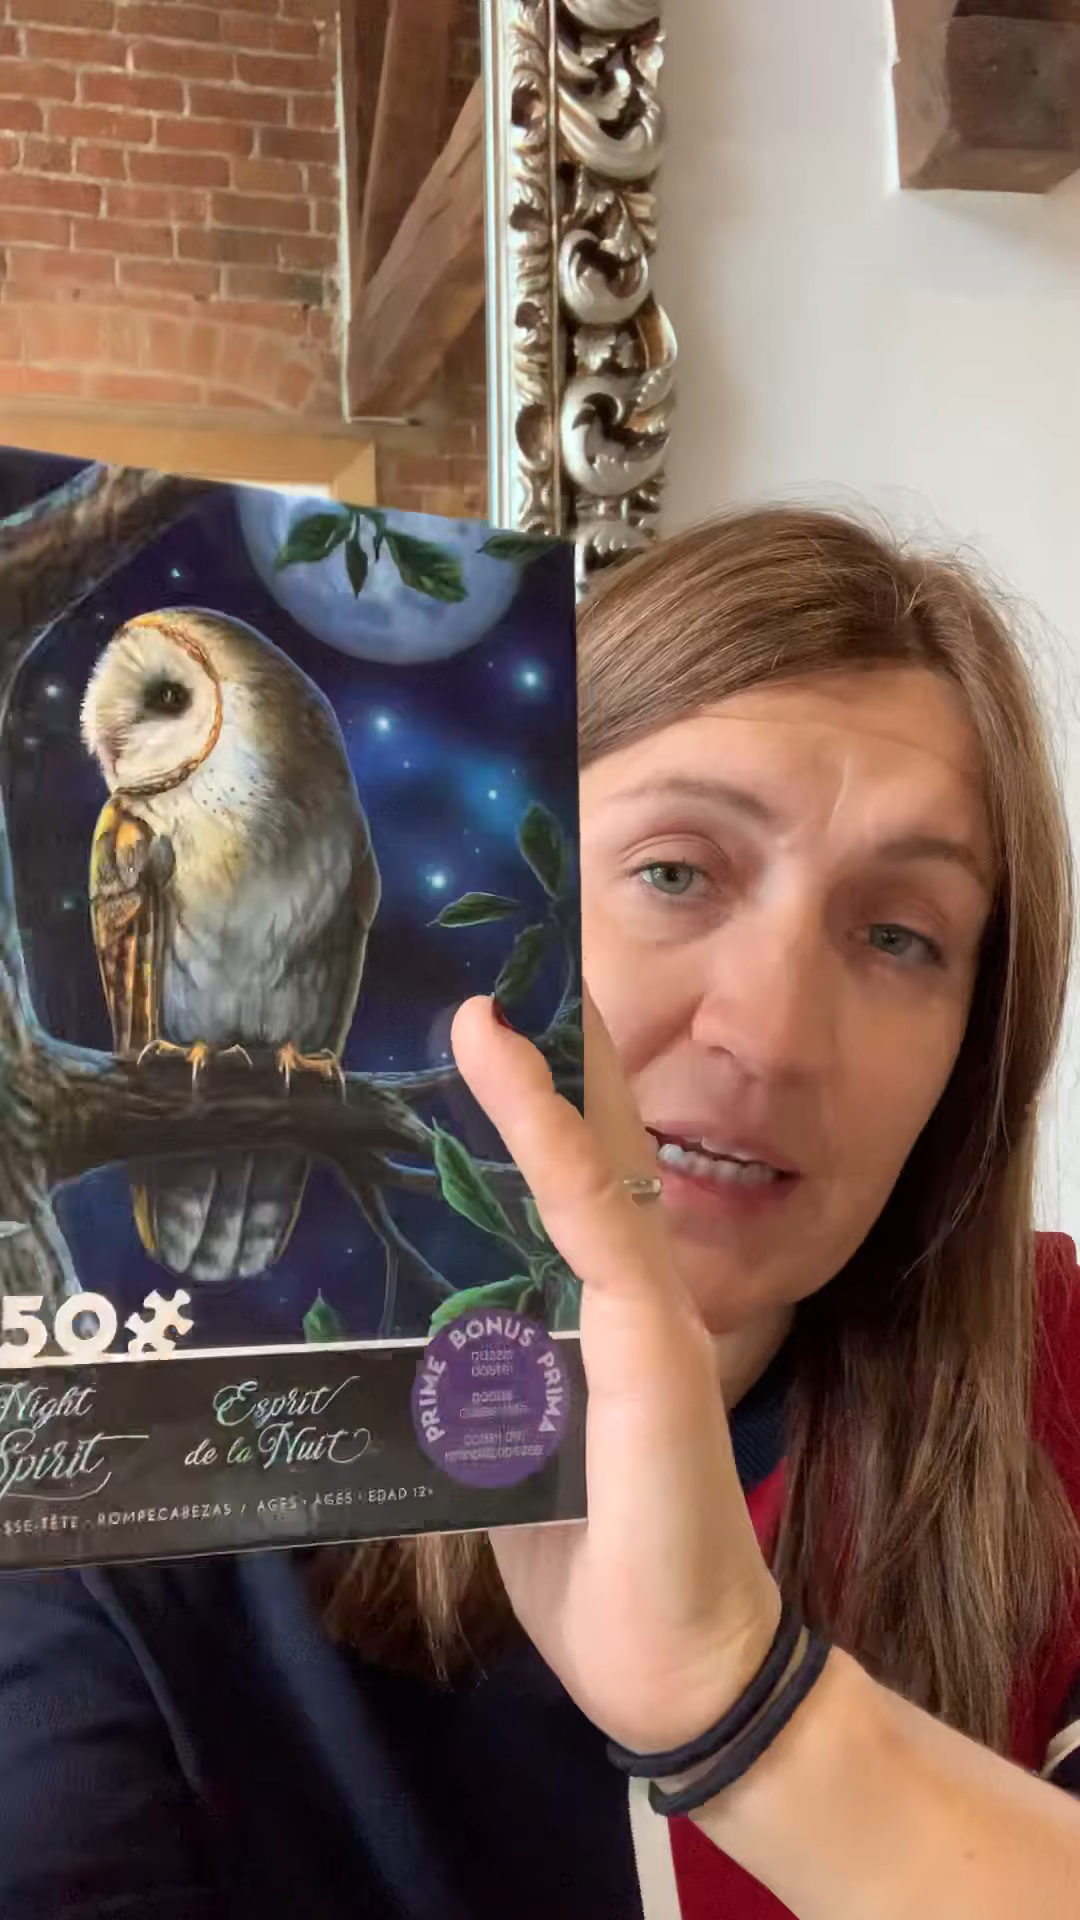 50
Night
Spirit
Esprit
de la Nuit
PRIME BONUS PRIMA
ROMPECABEZAS / AGES • ÂGES • EDAD 12+